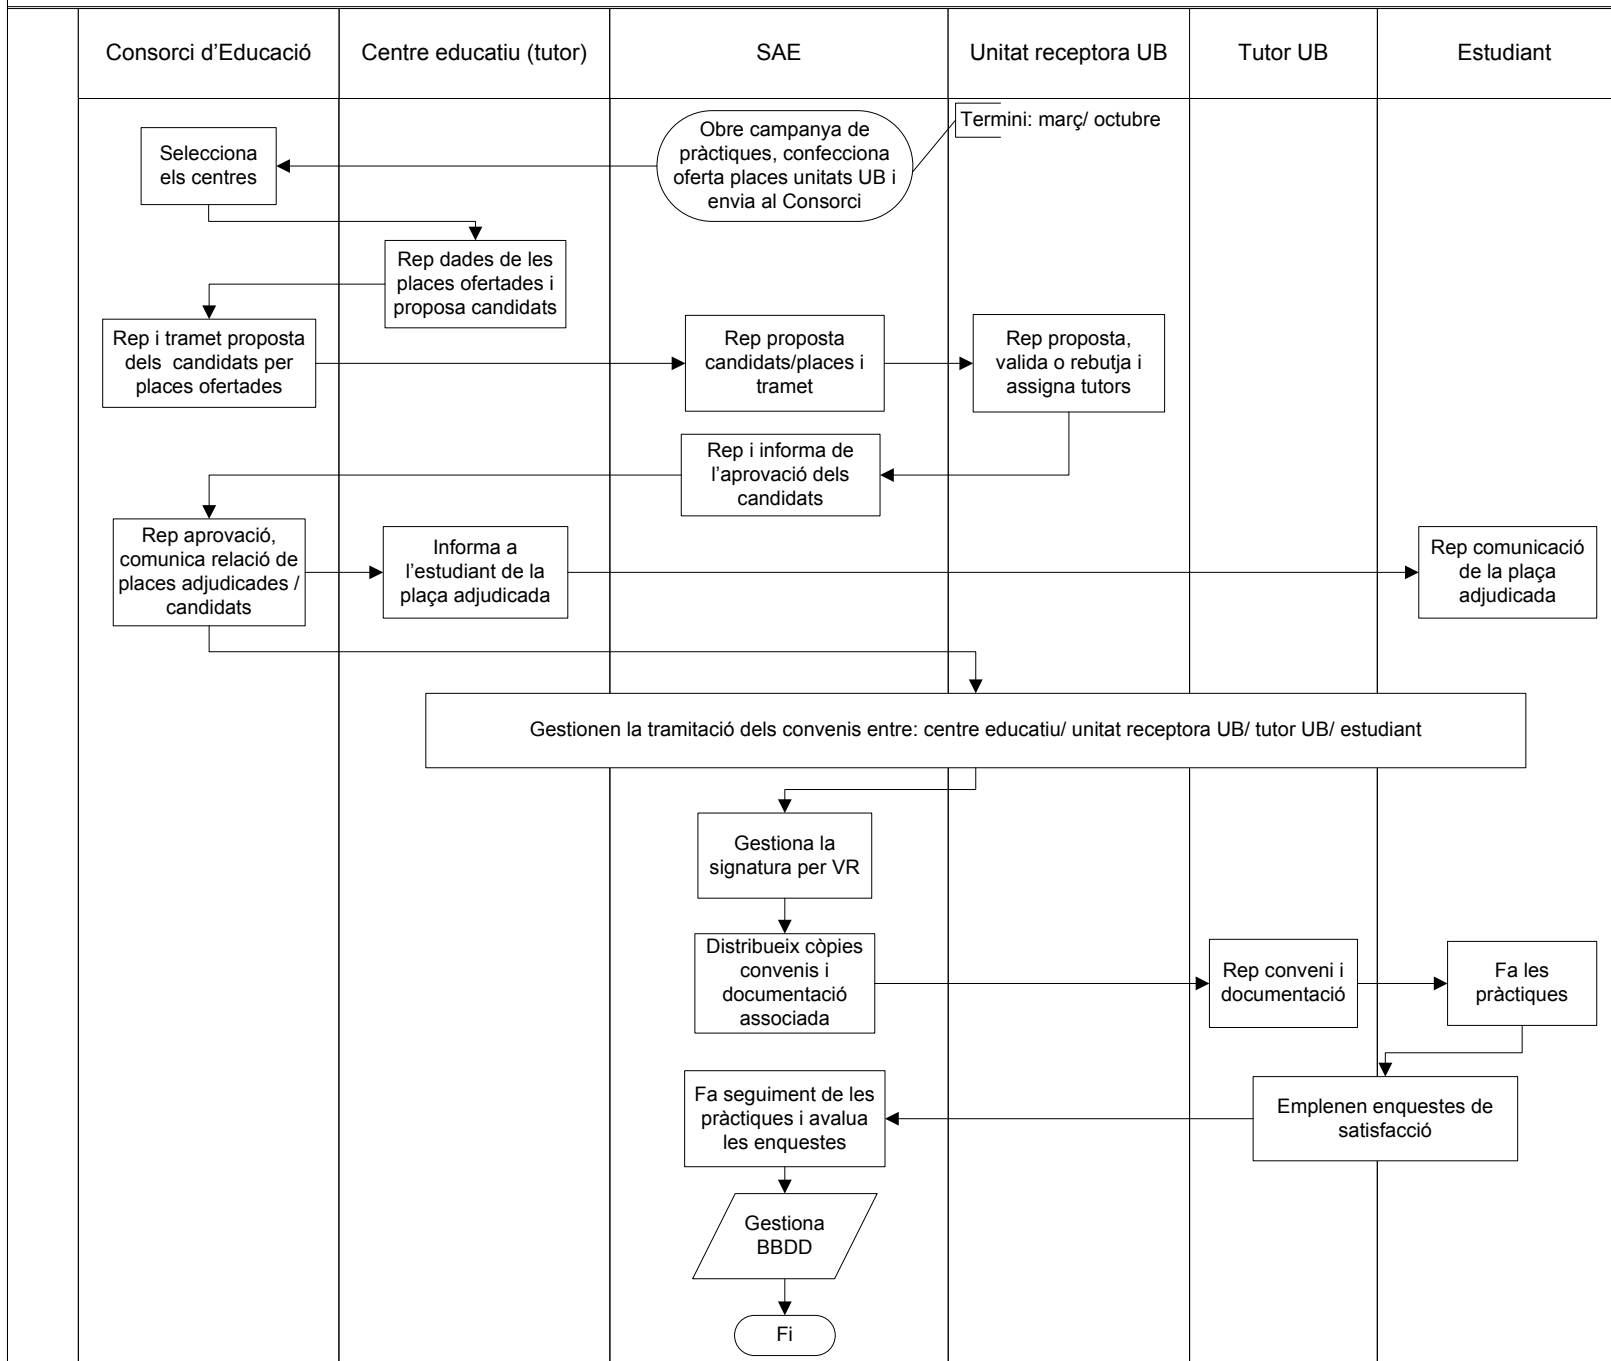 Consorci d'Educació
Centre educatiu (tutor)
SAE
Unitat receptora UB
Tutor UB
Estudiant
Termini: març/ octubre
Obre campanya de
pràctiques, confecciona
oferta places unitats UB i
envia al Consorci
Selecciona
els centres
Rep dades de les
places ofertades i
proposa candidats
Rep i tramet proposta
dels  candidats per
places ofertades
Rep proposta
candidats/places i
tramet
Rep proposta,
valida o rebutja i
assigna tutors
Rep i informa de
l'aprovació dels
candidats
Rep aprovació,
comunica relació de
places adjudicades /
candidats
Informa a
l'estudiant de la
plaça adjudicada
Rep comunicació
de la plaça
adjudicada
Gestionen la tramitació dels convenis entre: centre educatiu/ unitat receptora UB/ tutor UB/ estudiant
Gestiona la
signatura per VR
Distribueix còpies
convenis i
documentació
associada
Rep conveni i
documentació
Fa les
pràctiques
Emplenen enquestes de
satisfacció
Fa seguiment de les
pràctiques i avalua
les enquestes
Gestiona
BBDD
Fi